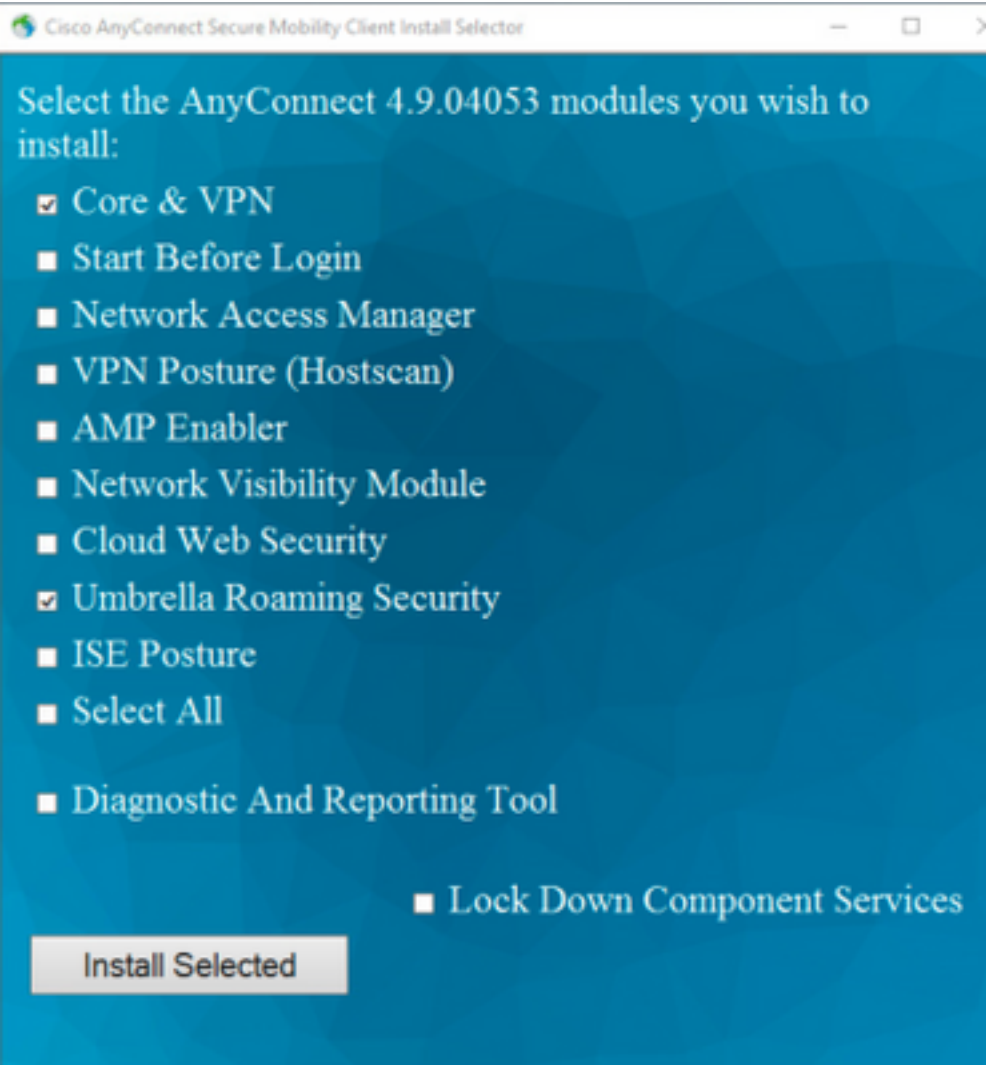 Cisco AnyConnect Secure Mobility Client Install Selector
Select the AnyConnect 4.9.04053 modules you wish to
install:
Core & VPN
Start Before Login
Network Access Manager
VPN Posture (Hostscan)
AMP Enabler
Network Visibility Module
Cloud Web Security
Umbrella Roaming Security
ISE Posture
Select All
Diagnostic And Reporting Tool
Lock Down Component Services
Install Selected